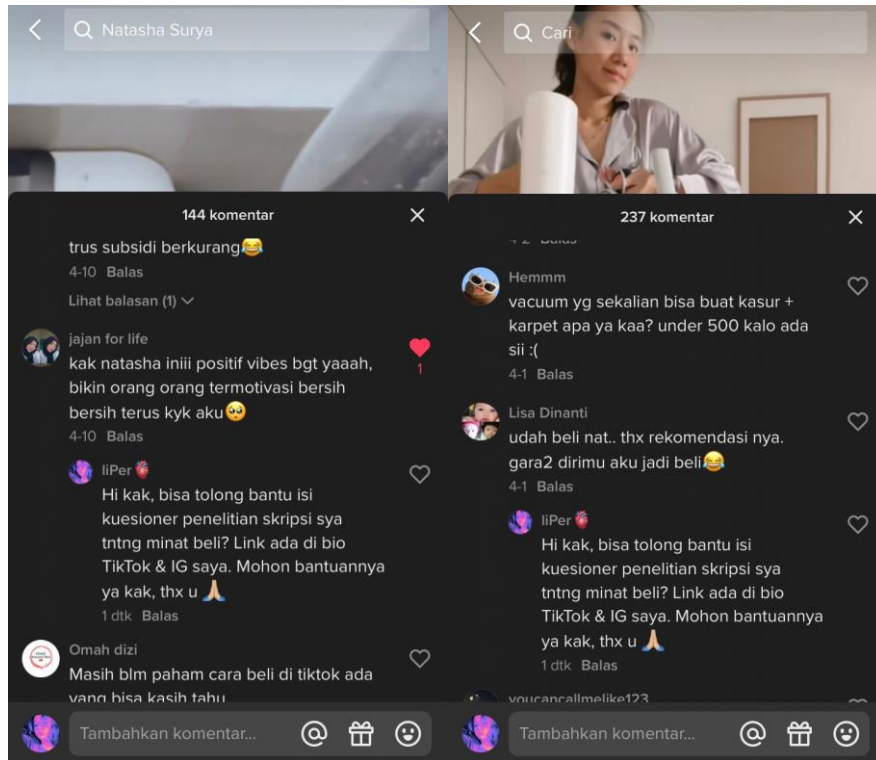 Natasha Surya
144 komentar
trus subsidi berkurang😂
4-10 Balas
Lihat balasan (1)
jajan for life
kak natasha iniii positif vibes bgt yaaah,
bikin orang orang termotivasi bersih
bersih terus kyk aku🥺
1
4-10 Balas
liPer🫀
Hi kak, bisa tolong bantu isi
kuesioner penelitian skripsi sya
tntng minat beli? Link ada di bio
TikTok & IG saya. Mohon bantuannya
ya kak, thx u 🙏🏼
1 dtk Balas
Omah dizi
Masih blm paham cara beli di tiktok ada
yang bisa kasih tahu
Tambahkan komentar...
Cari
237 komentar
Hemmm
vacuum yg sekalian bisa buat kasur +
karpet apa ya kaa? under 500 kalo ada
sii :(
4-1 Balas
Lisa Dinanti
udah beli nat.. thx rekomendasi nya.
gara2 dirimu aku jadi beli😂
4-1 Balas
liPer🫀
Hi kak, bisa tolong bantu isi
kuesioner penelitian skripsi sya
tntng minat beli? Link ada di bio
TikTok & IG saya. Mohon bantuannya
ya kak, thx u 🙏🏼
1 dtk Balas
youcancallmelike123
Tambahkan komentar...